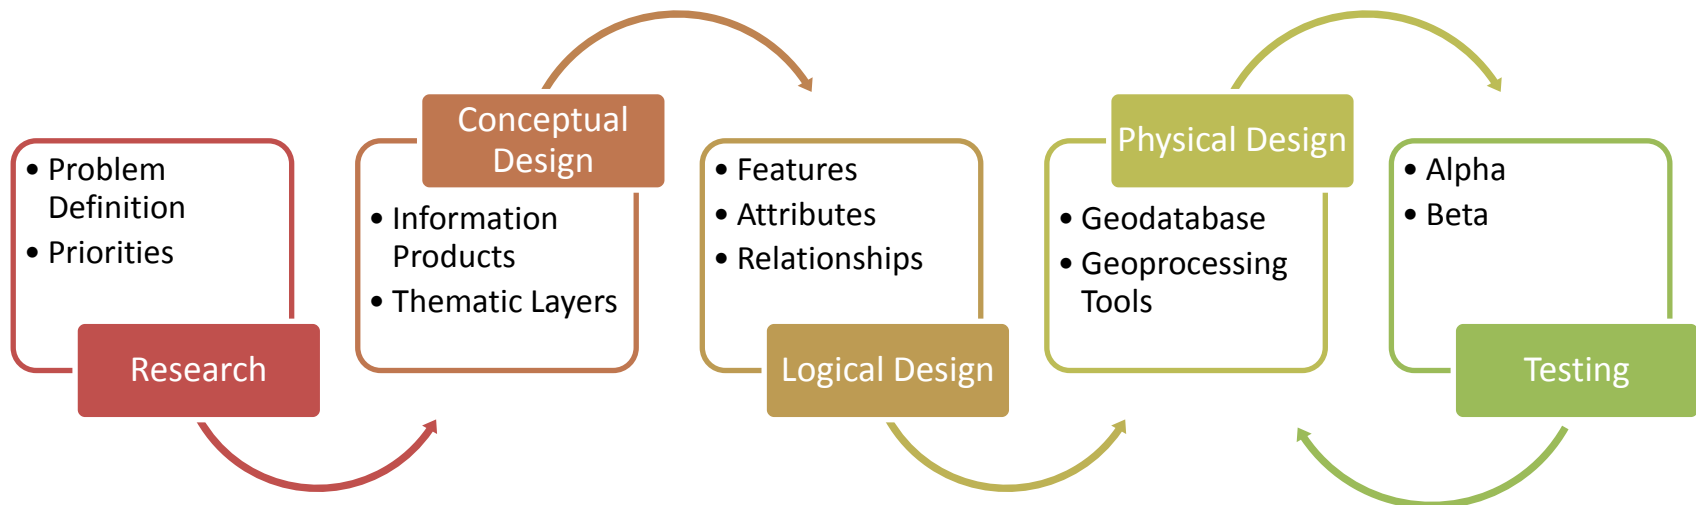 • Problem
Definition
• Priorities
Research
Conceptual
Design
• Information
Products
• Thematic Layers
• Features
• Attributes
• Relationships
Logical Design
Physical Design
• Geodatabase
• Geoprocessing
Tools
• Alpha
• Beta
Testing